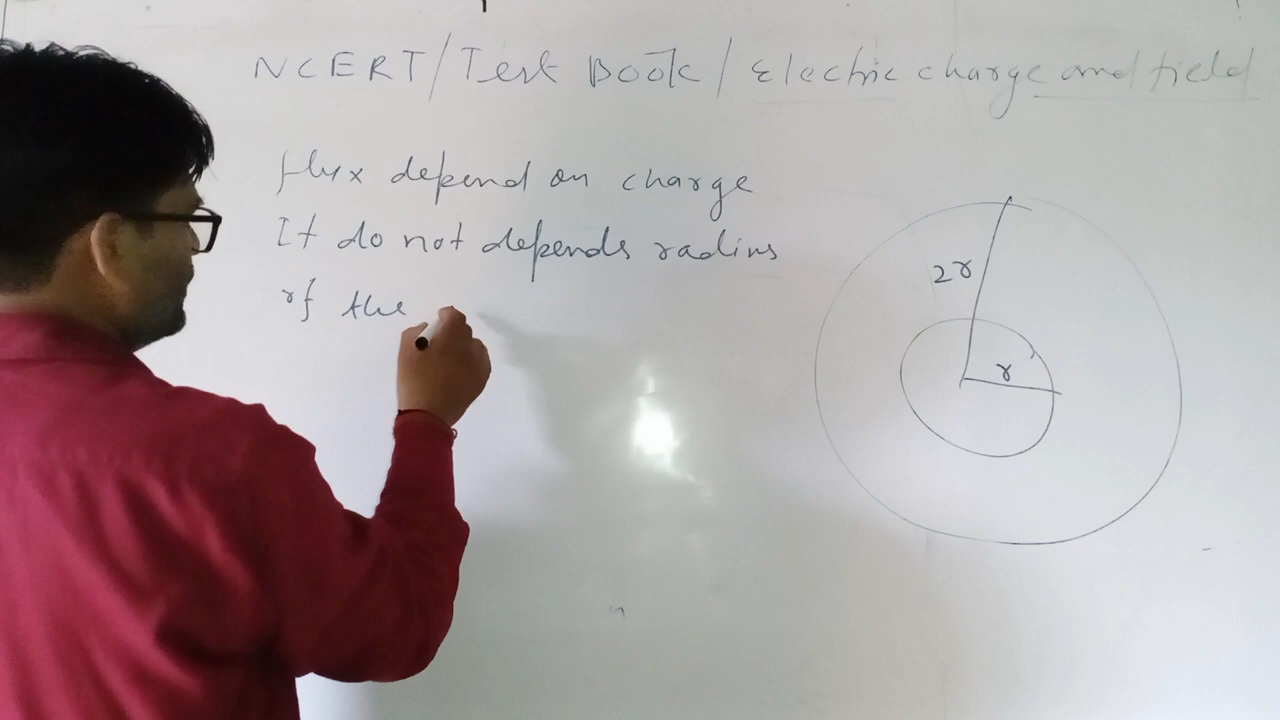 NCERT/Text Book/Electric charge and field
flux depend on charge
It do not depends radius
of the
2r
r